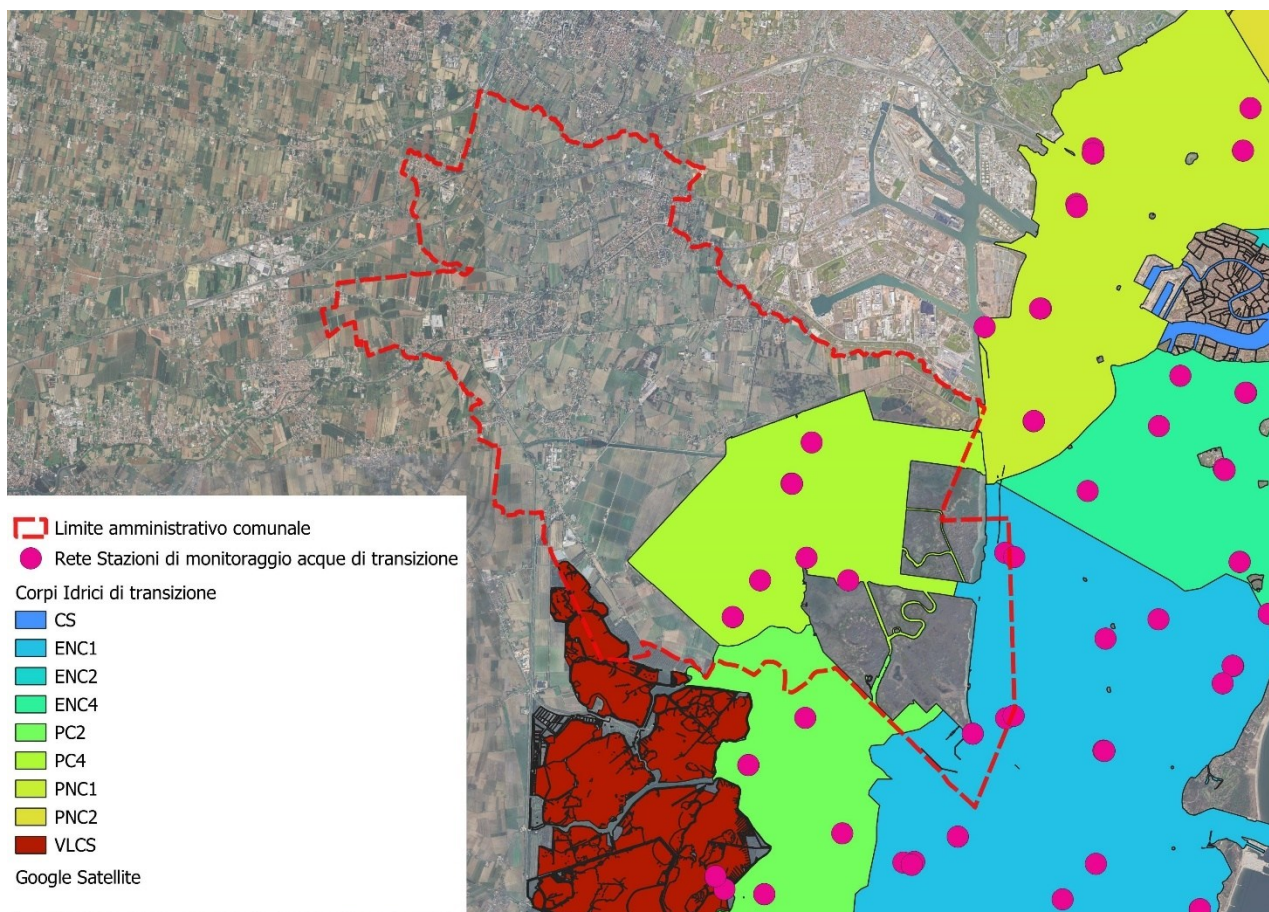 Limite amministrativo comunale
Rete Stazioni di monitoraggio acque di transizione
Corpi Idrici di transizione
CS
ENC1
ENC2
ENC4
PC2
PC4
PNC1
PNC2
VLCS
Google Satellite